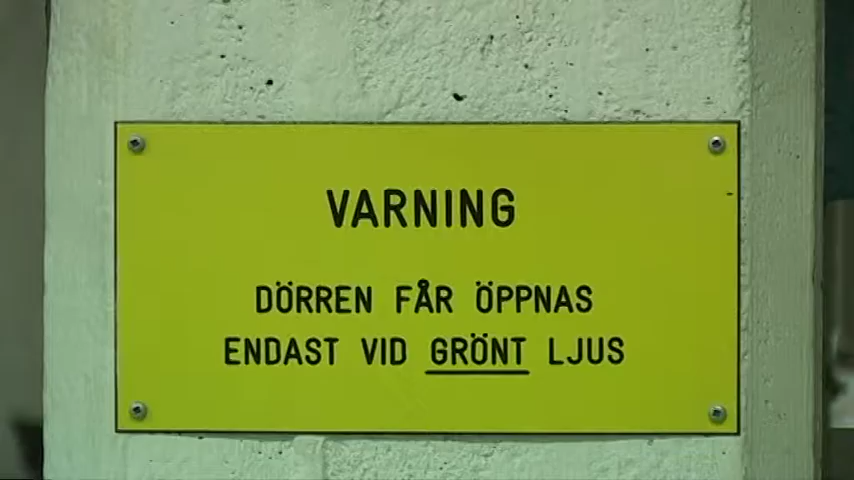 VARNING
DÖRREN FÅR ÖPPNAS
ENDAST VID GRÖNT LJUS